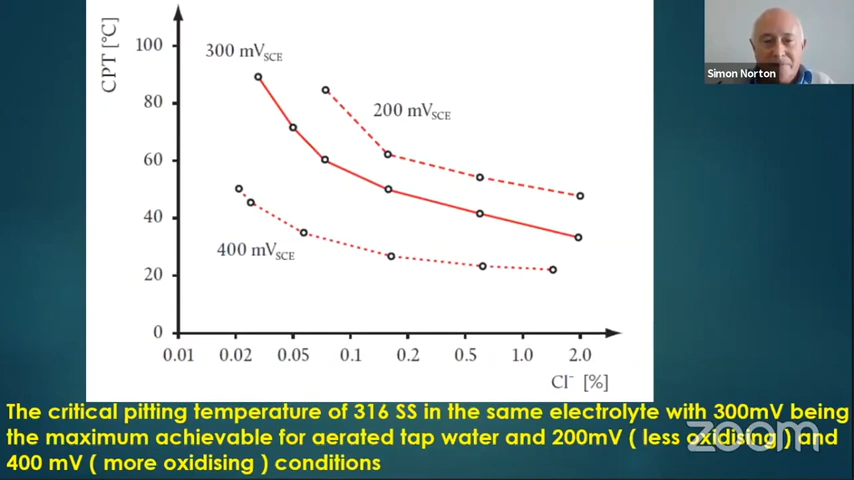 CPT [℃]
300 mVSCE
200 mVSCE
400 mVSCE
100
80
60
40
20
0
0.01 0.02 0.05 0.1 0.2 0.5 1.0 2.0
Cl⁻ [%]
Simon Norton
The critical pitting temperature of 316 SS in the same electrolyte with 300mV being
the maximum achievable for aerated tap water and 200mV ( less oxidising ) and
400 mV ( more oxidising ) conditions
zoom